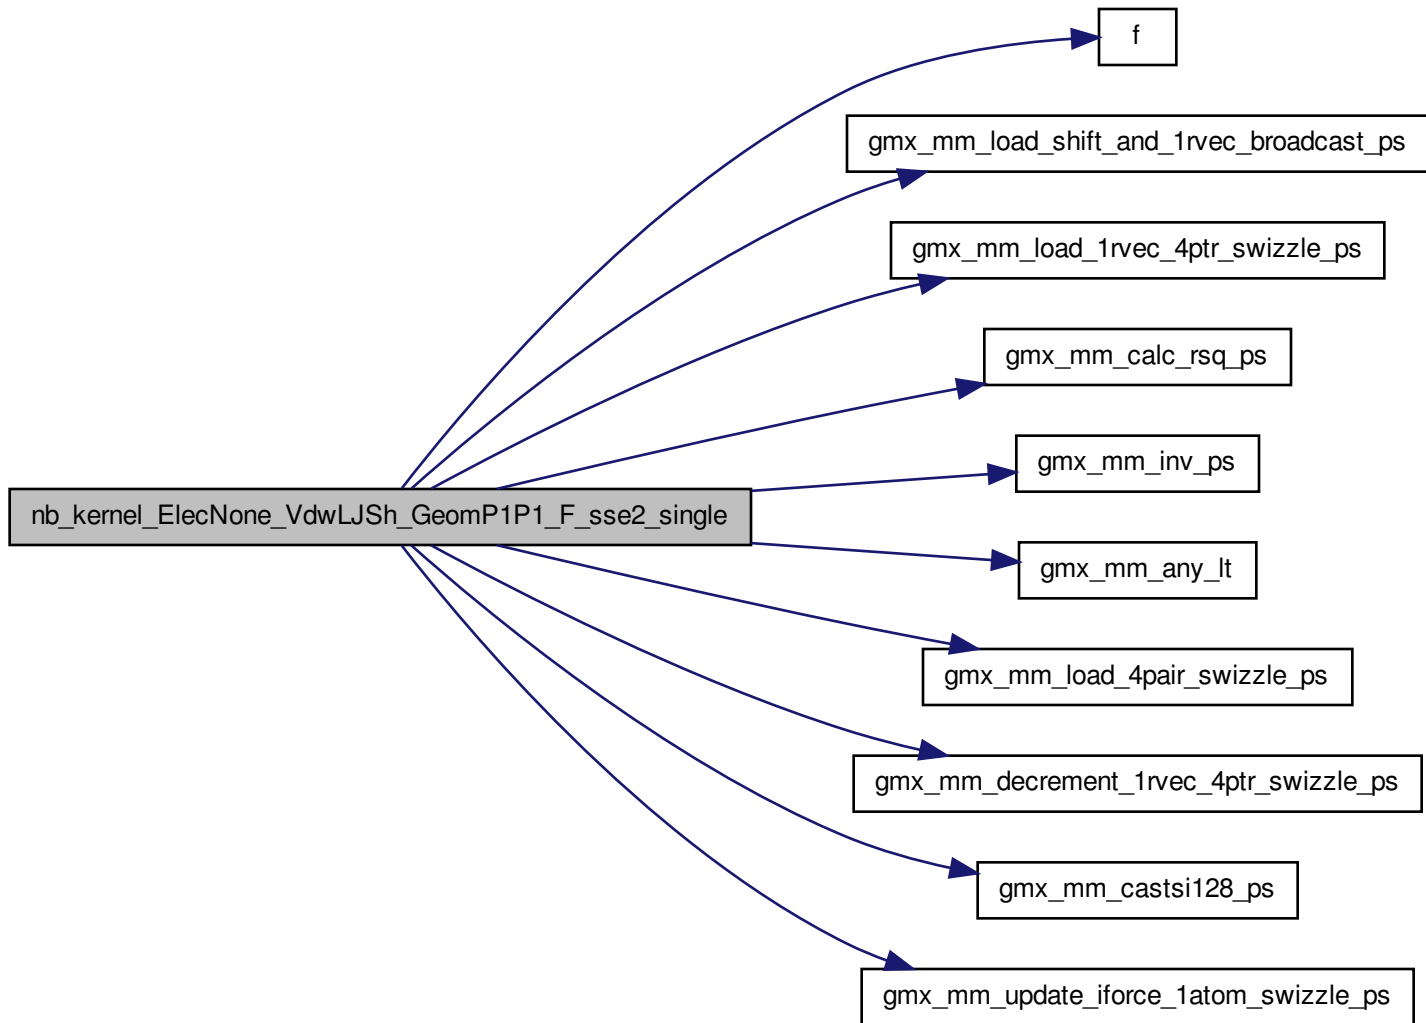 f
gmx_mm_load_shift_and_1rvec_broadcast_ps
gmx_mm_load_1rvec_4ptr_swizzle_ps
gmx_mm_calc_rsq_ps
gmx_mm_inv_ps
nb_kernel_ElecNone_VdwLJSh_GeomP1P1_F_sse2_single
gmx_mm_any_lt
gmx_mm_load_4pair_swizzle_ps
gmx_mm_decrement_1rvec_4ptr_swizzle_ps
gmx_mm_castsi128_ps
gmx_mm_update_iforce_1atom_swizzle_ps